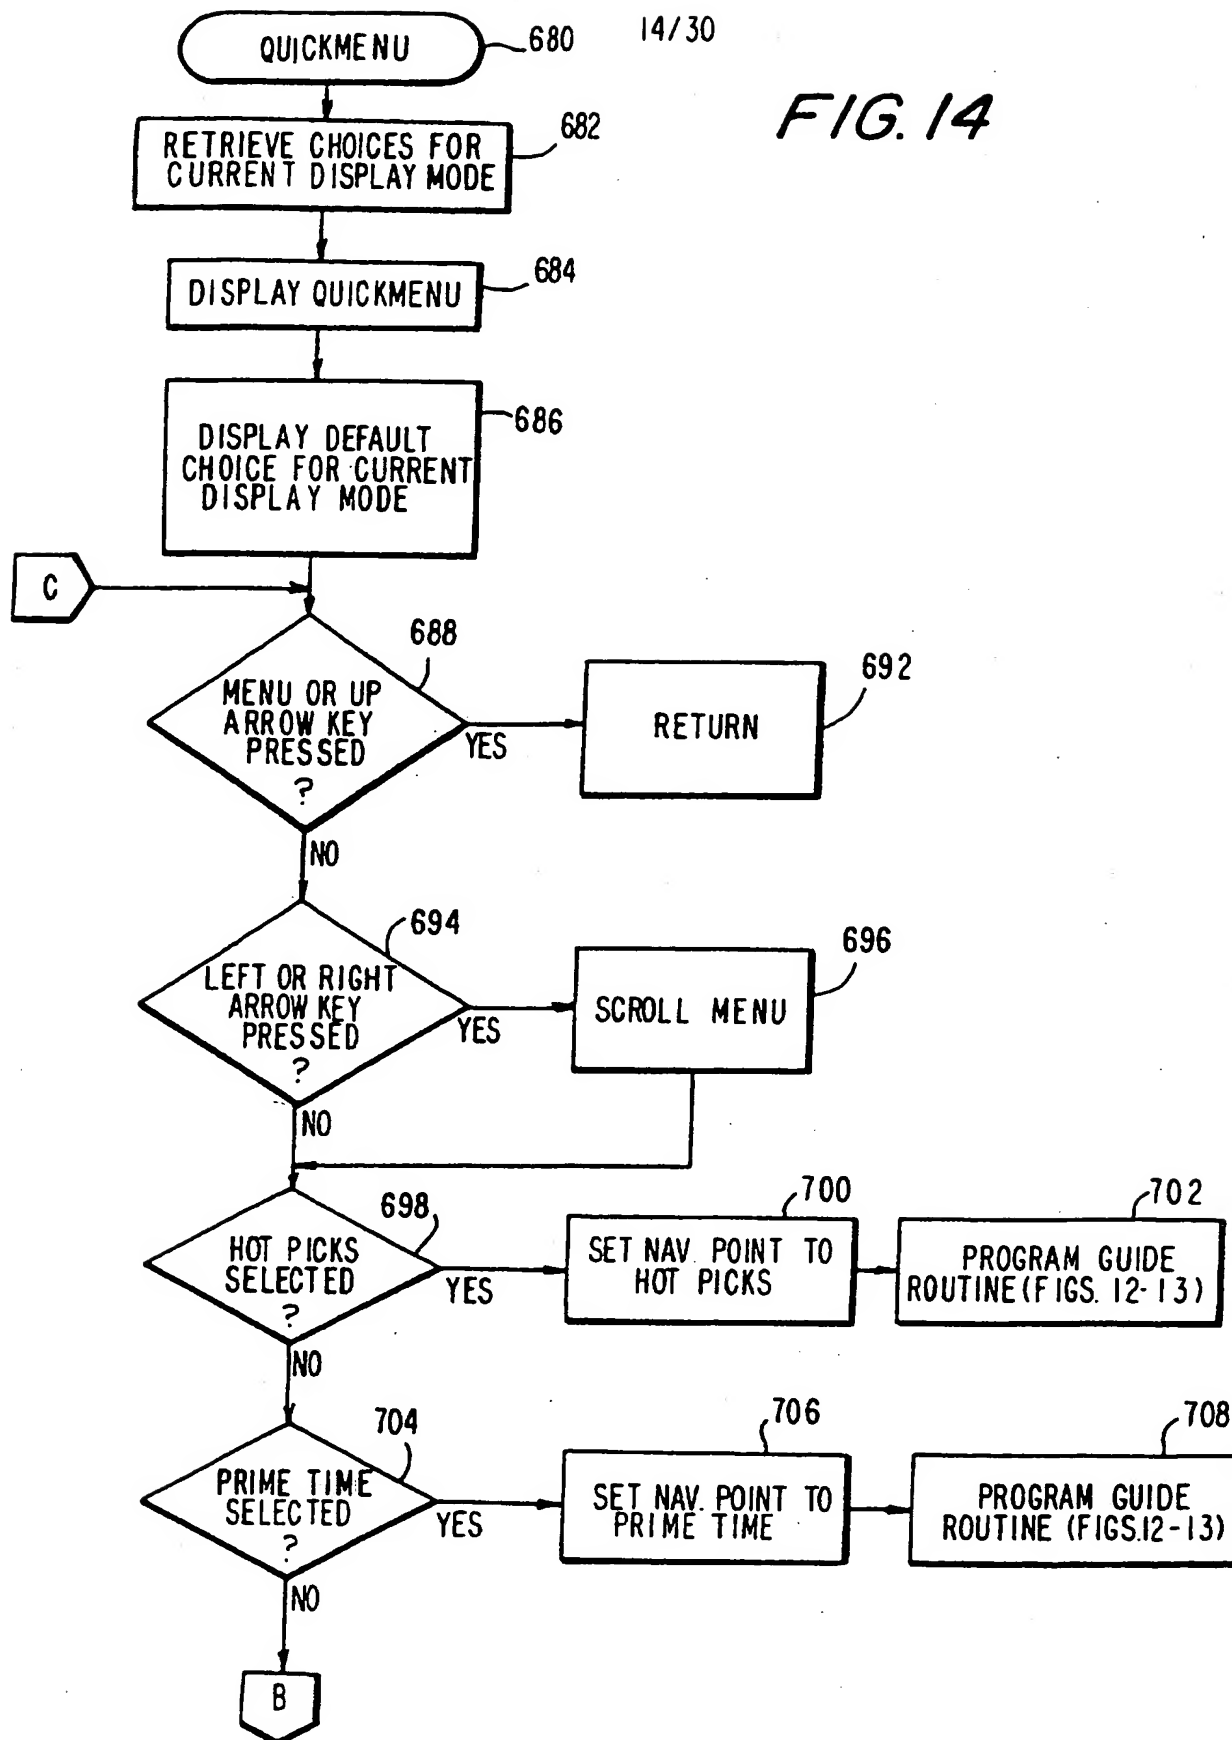 14/30
FIG. 14
QUICKMENU
680
RETRIEVE CHOICES FOR
CURRENT DISPLAY MODE
682
DISPLAY QUICKMENU
684
DISPLAY DEFAULT
CHOICE FOR CURRENT
DISPLAY MODE
686
C
MENU OR UP
ARROW KEY
PRESSED
?
688
YES
RETURN
692
NO
LEFT OR RIGHT
ARROW KEY
PRESSED
?
694
YES
SCROLL MENU
696
NO
HOT PICKS
SELECTED
?
698
YES
SET NAV. POINT TO
HOT PICKS
700
PROGRAM GUIDE
ROUTINE (FIGS. 12-13)
702
NO
PRIME TIME
SELECTED
?
704
YES
SET NAV. POINT TO
PRIME TIME
706
PROGRAM GUIDE
ROUTINE (FIGS.12-13)
708
NO
B